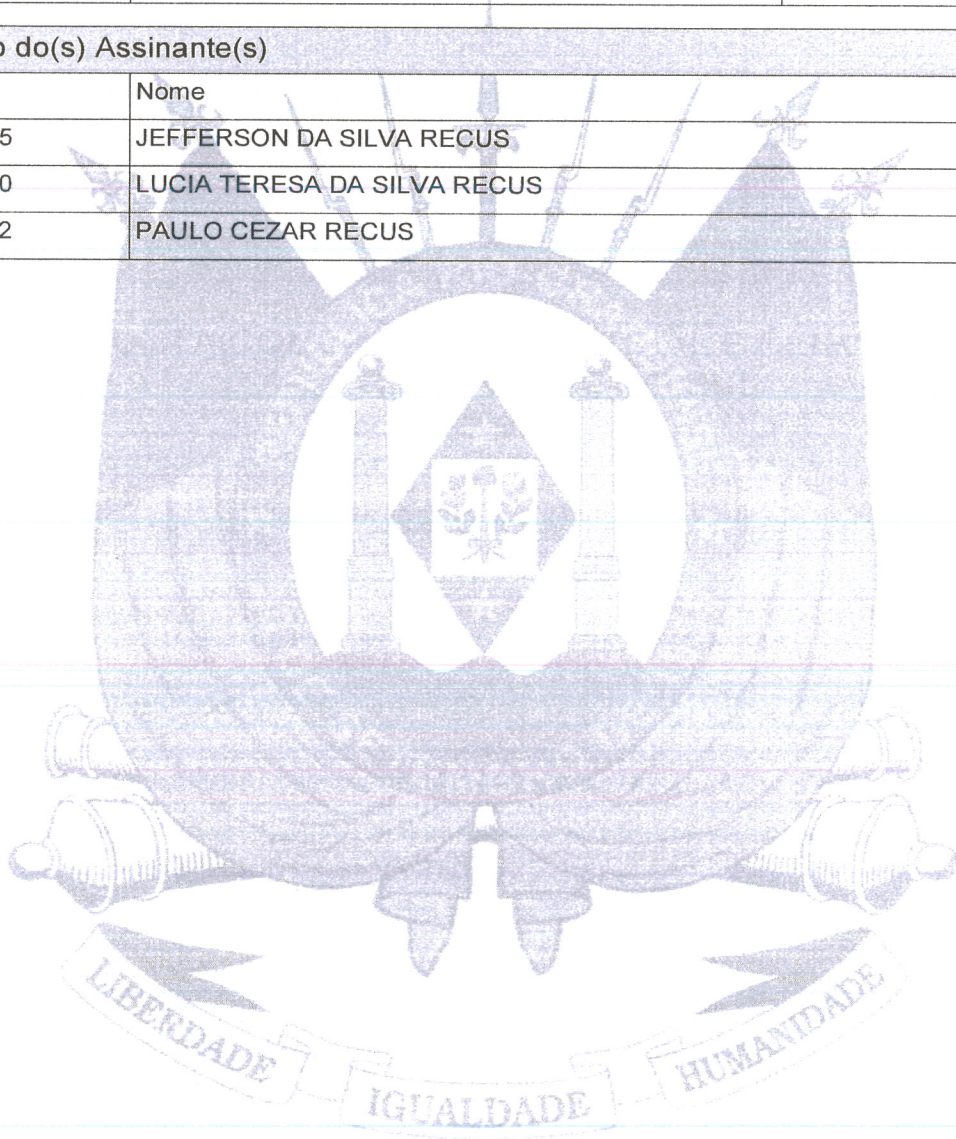 o do(s) Assinante(s)
Nome
5 JEFFERSON DA SILVA RECUS
0 LUCIA TERESA DA SILVA RECUS
2 PAULO CEZAR RECUS
LIBERDADE IGUALDADE HUMANIDADE